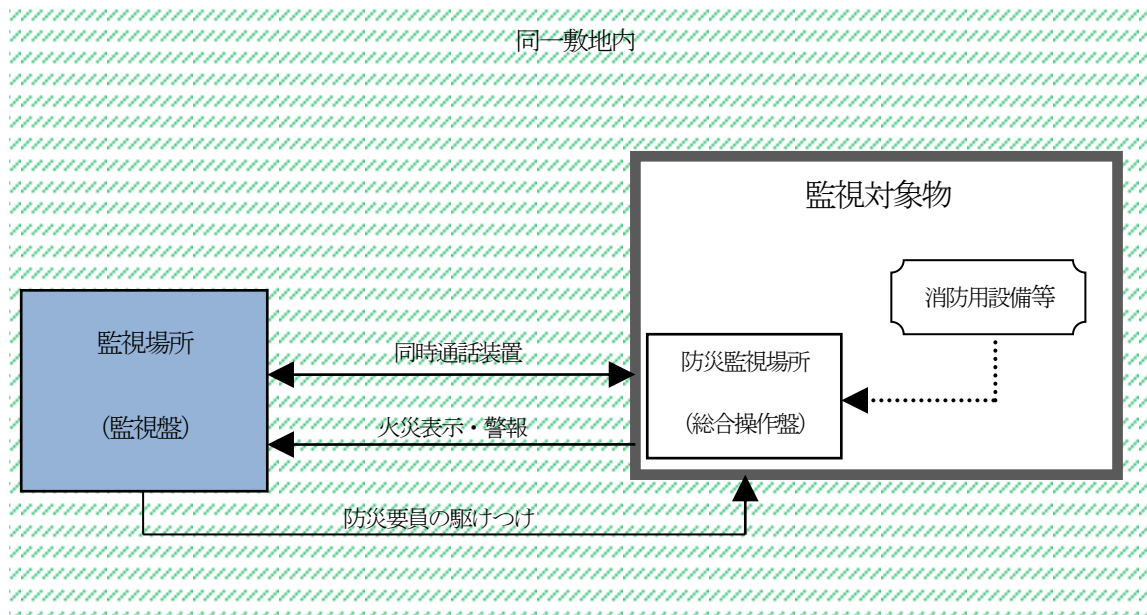 同一敷地内
監視対象物
消防用設備等
監視場所
(監視盤)
同時通話装置
防災監視場所
(総合操作盤)
火災表示・警報
防災要員の駆けつけ